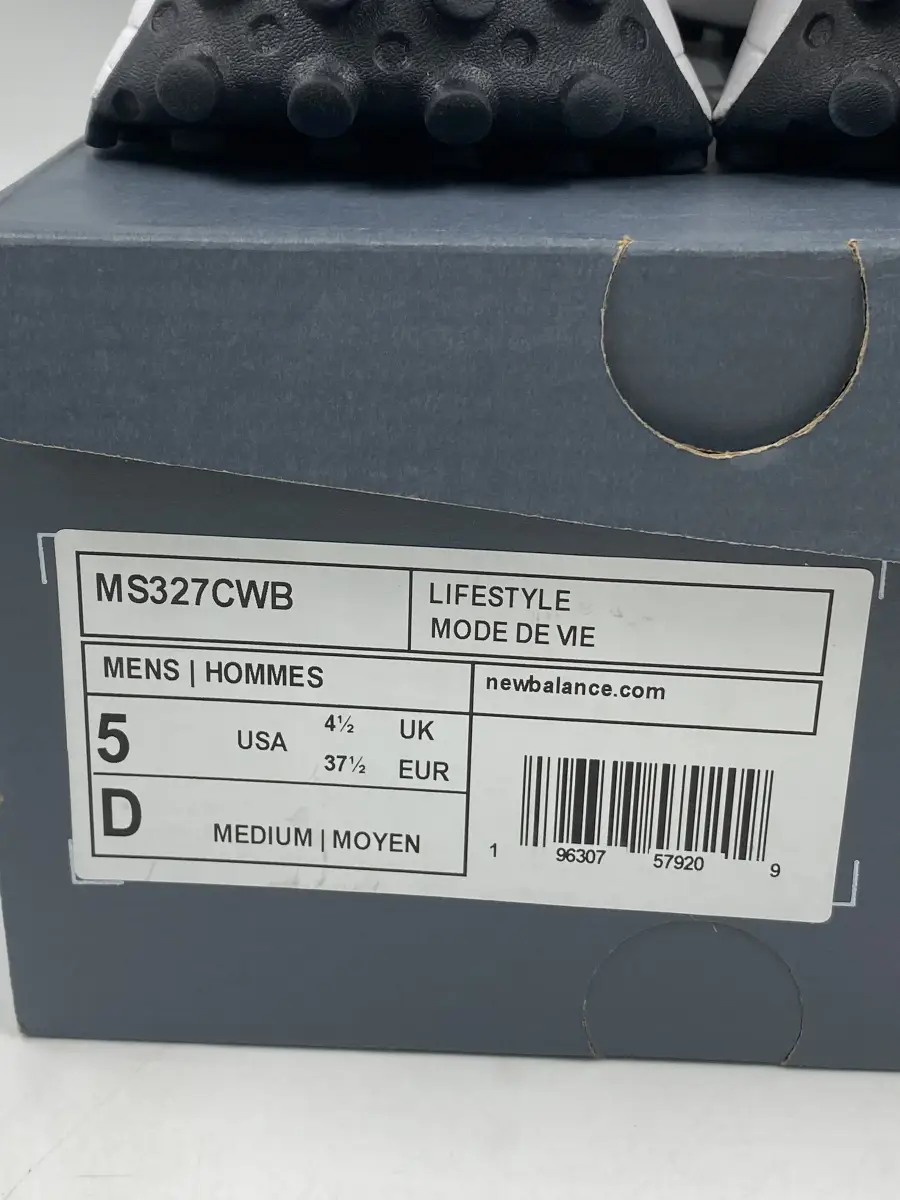 MS327CWB
LIFESTYLE
MODE DE VIE
MENS | HOMMES
newbalance.com
5 USA 4½ UK
37½ EUR
D MEDIUM | MOYEN
1 96307 57920 9